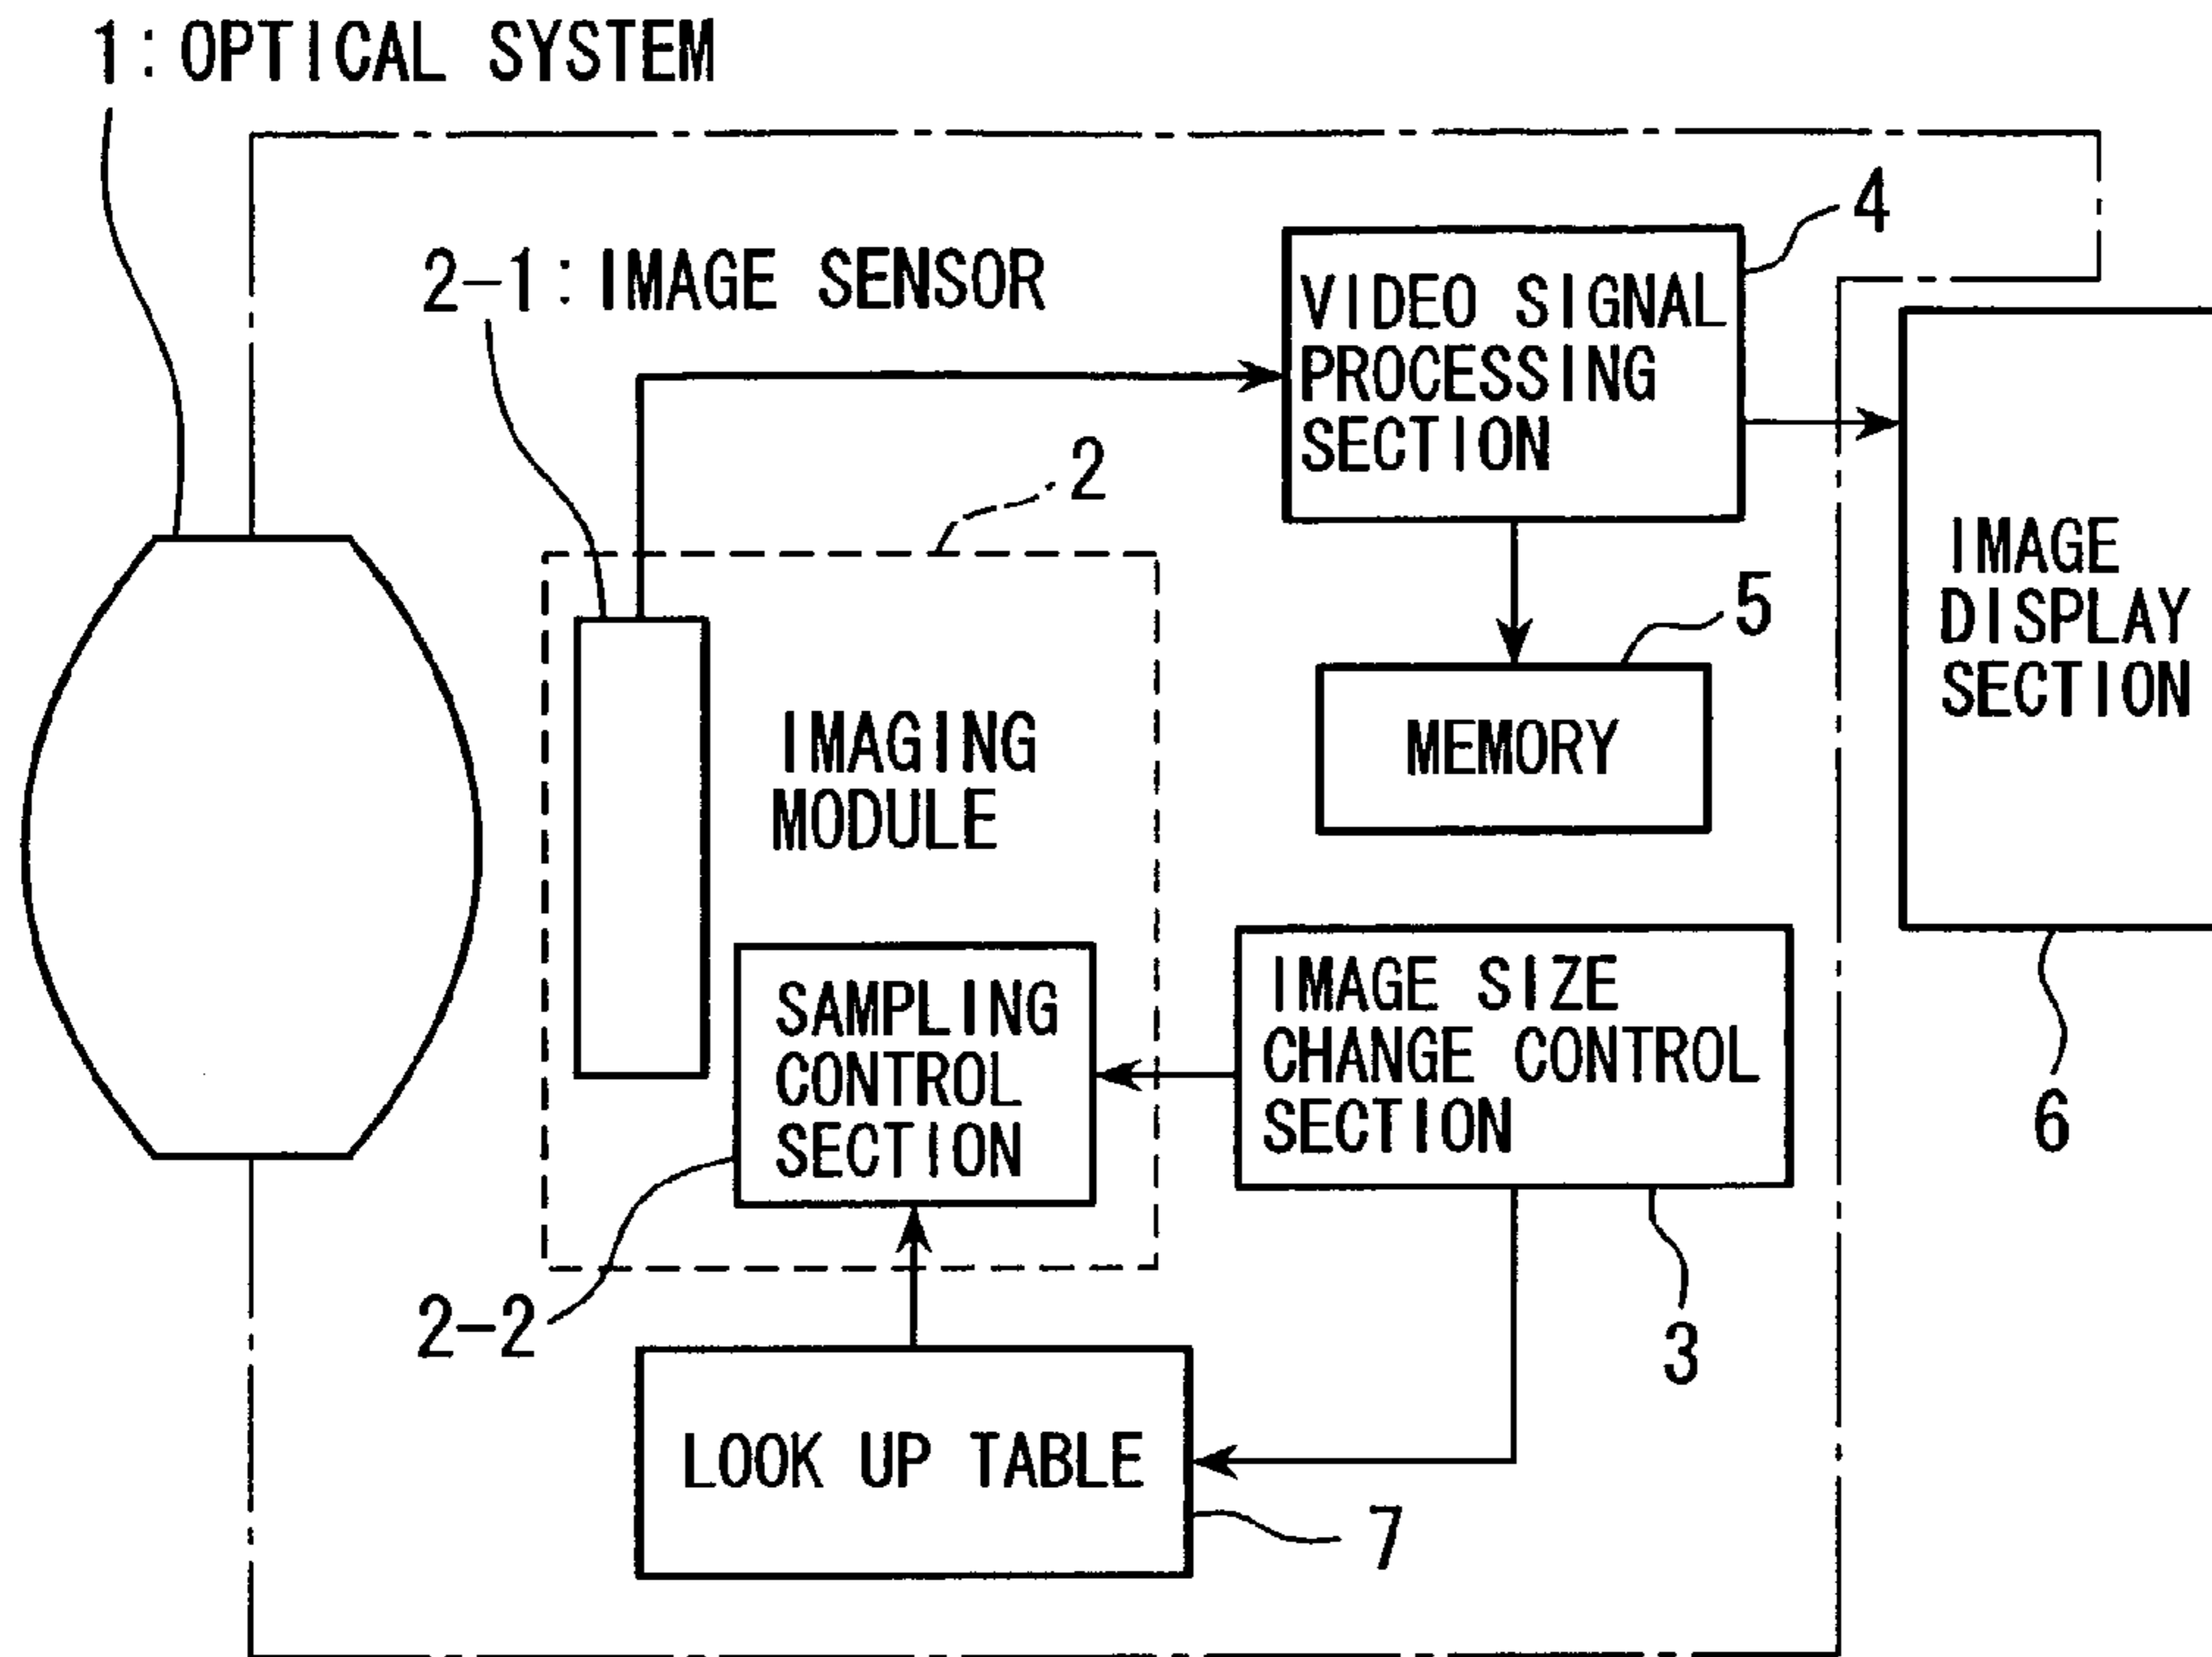 1: OPTICAL SYSTEM
2-1: IMAGE SENSOR
4
VIDEO SIGNAL
PROCESSING
SECTION
2
5
MEMORY
IMAGE
DISPLAY
SECTION
6
IMAGING
MODULE
SAMPLING
CONTROL
SECTION
2-2
IMAGE SIZE
CHANGE CONTROL
SECTION
3
LOOK UP TABLE
7